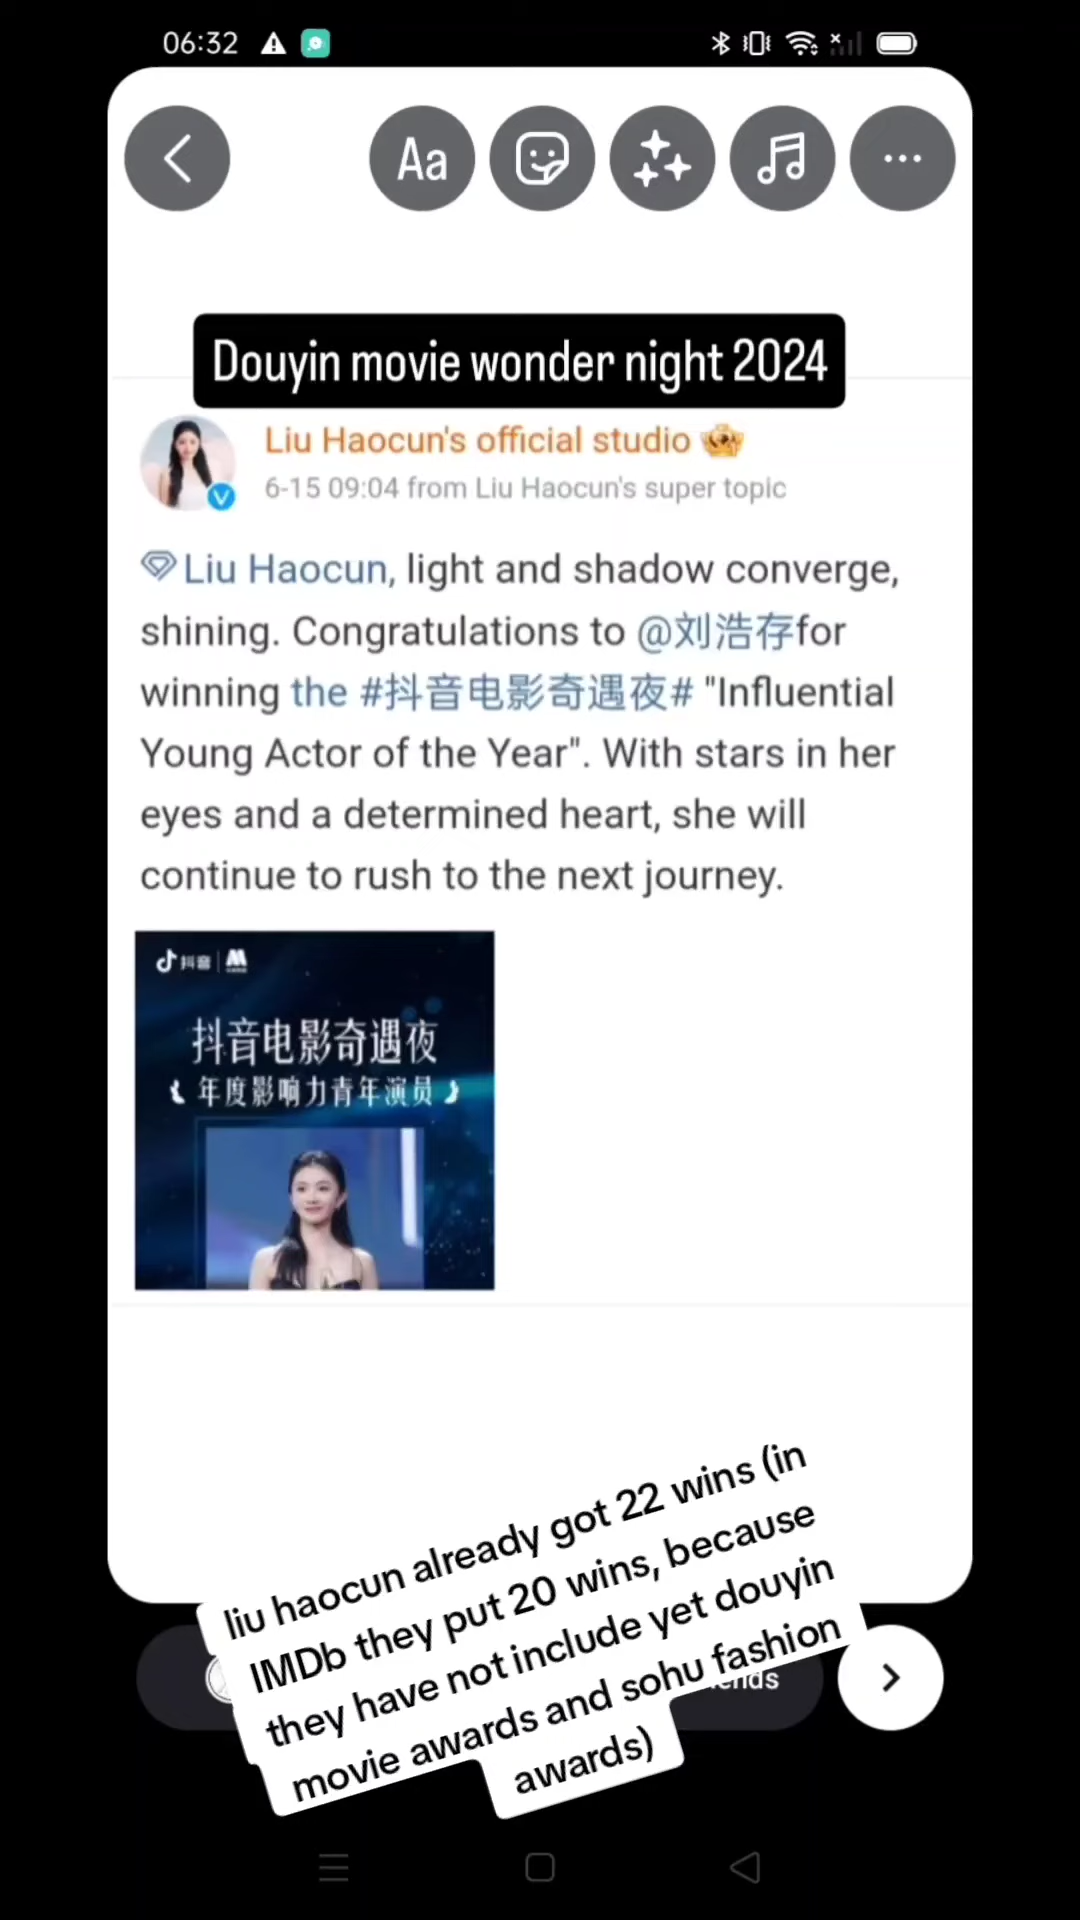 06:32
Aa
Douyin movie wonder night 2024
Liu Haocun's official studio
6-15 09:04 from Liu Haocun's super topic
Liu Haocun, light and shadow converge,
shining. Congratulations to @刘浩存for
winning the #抖音电影奇遇夜# "Influential
Young Actor of the Year". With stars in her
eyes and a determined heart, she will
continue to rush to the next journey.
抖音
抖音电影奇遇夜
年度影响力青年演员
liu haocun already got 22 wins (in
IMDb they put 20 wins, because
they have not include yet douyin
movie awards and sohu fashion
awards)